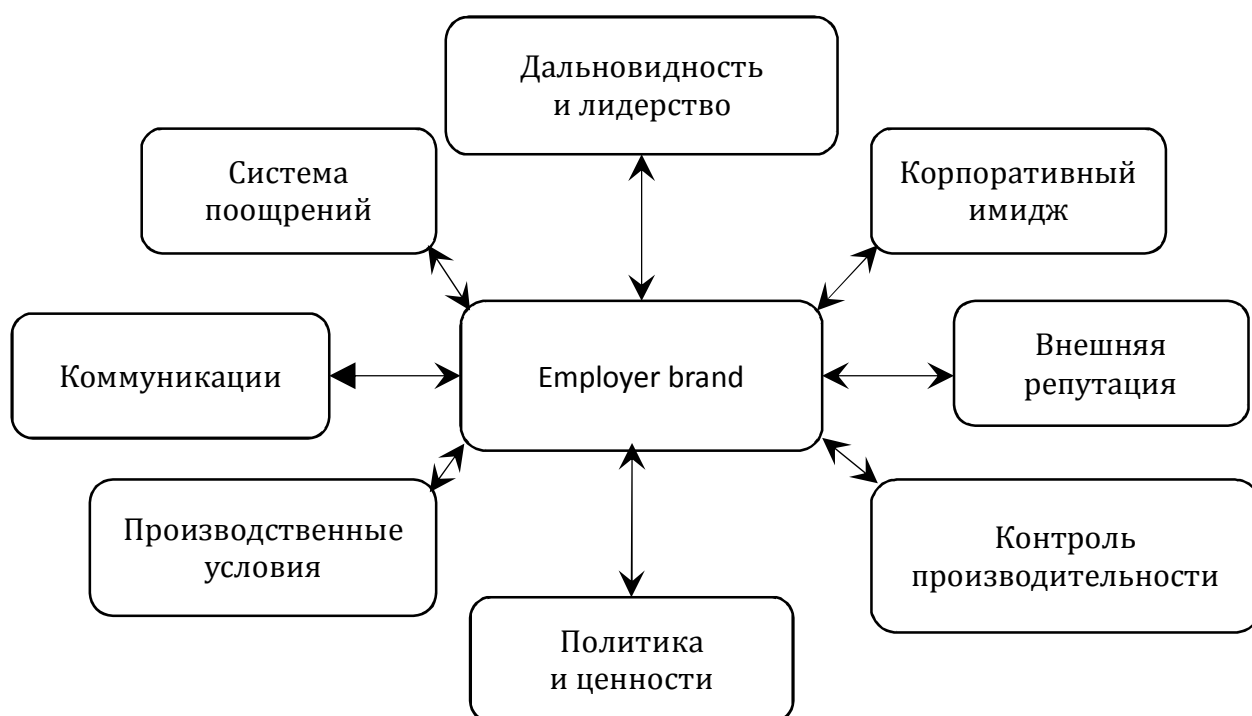 Дальновидность
и лидерство
Система
поощрений
Корпоративный
имидж
Коммуникации
Employer brand
Внешняя
репутация
Производственные
условия
Контроль
производительности
Политика
и ценности